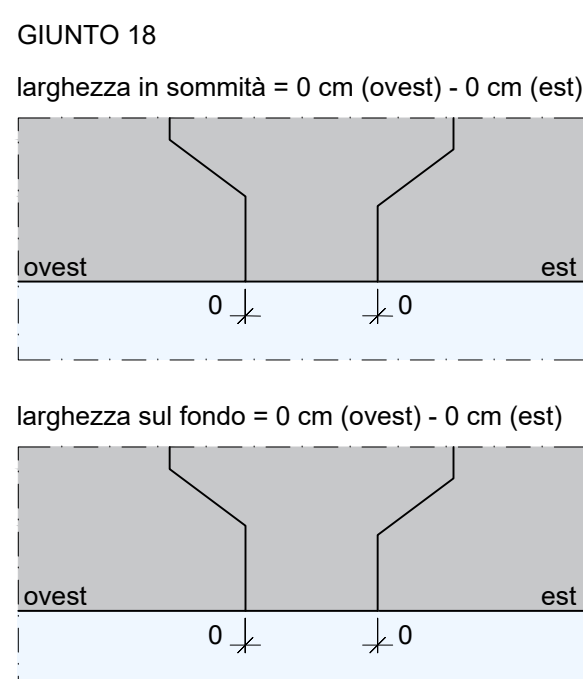 GIUNTO 18
larghezza in sommità = 0 cm (ovest) - 0 cm (est)
ovest est
0 0
larghezza sul fondo = 0 cm (ovest) - 0 cm (est)
ovest est
0 0